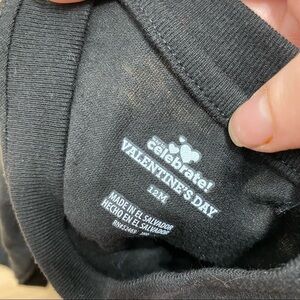 celebrate!
VALENTINE'S DAY
12M
MADE IN EL SALVADOR
HECHO EN EL SALVADOR